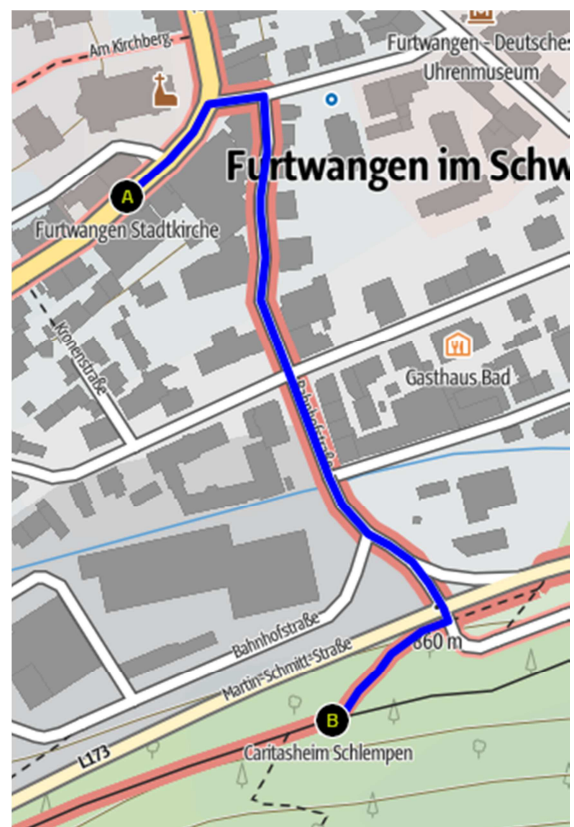 Am Kirchberg
Furtwangen - Deutsches
Uhrenmuseum
Furtwangen im Schw
A
Furtwangen Stadtkirche
Kronenstraße
Gasthaus Bad
Bahnhofstraße
Bahnhofstraße
860 m
Martin-Schmitt-Straße
B
L173
Caritasheim Schlempen